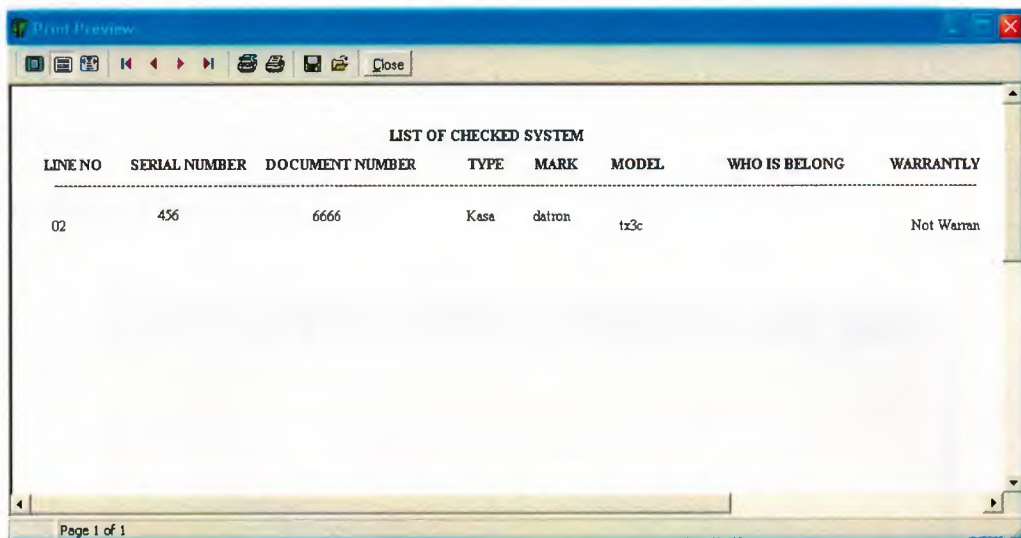 Print Preview
Close
LIST OF CHECKED SYSTEM
LINE NO SERIAL NUMBER DOCUMENT NUMBER TYPE MARK MODEL WHO IS BELONG WARRANTLY
02 456 6666 Kasa datron tx3c Not Warran
Page 1 of 1